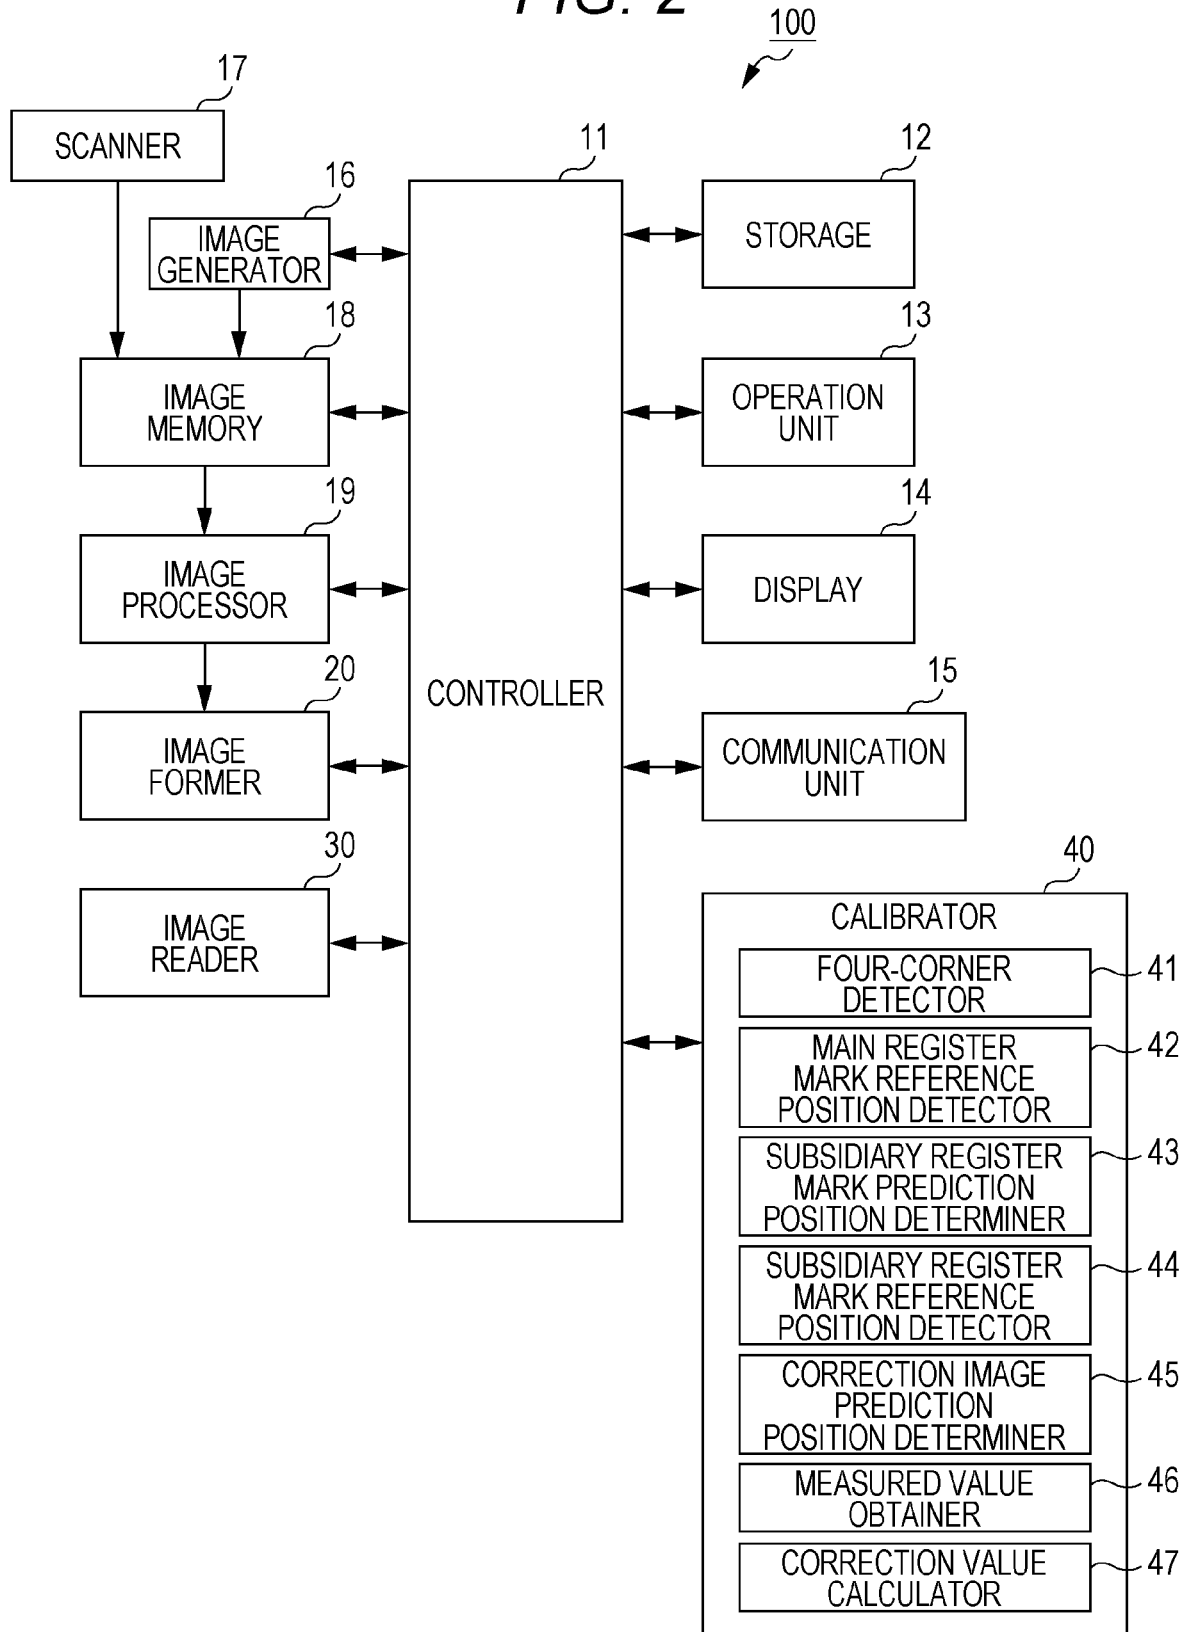 FIG. 2
100
17
SCANNER
11
12
16
IMAGE
GENERATOR
STORAGE
18
13
IMAGE
MEMORY
OPERATION
UNIT
19
14
IMAGE
PROCESSOR
DISPLAY
20
15
CONTROLLER
IMAGE
FORMER
COMMUNICATION
UNIT
30
IMAGE
READER
40
CALIBRATOR
FOUR-CORNER
DETECTOR
41
MAIN REGISTER
MARK REFERENCE
POSITION DETECTOR
42
SUBSIDIARY REGISTER
MARK PREDICTION
POSITION DETERMINER
43
SUBSIDIARY REGISTER
MARK REFERENCE
POSITION DETECTOR
44
CORRECTION IMAGE
PREDICTION
POSITION DETERMINER
45
MEASURED VALUE
OBTAINER
46
CORRECTION VALUE
CALCULATOR
47